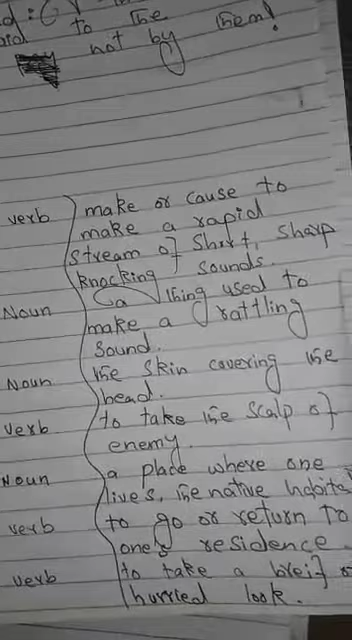 to the
not by them!
verb make or cause to
make a rapid
stream of short, sharp
knocking sounds.
Noun a thing used to
make a rattling
sound.
Noun the skin covering the
head.
verb to take the scalp of
enemy.
Noun a place where one
lives, the native habits
verb to go or return to
one's residence.
verb to take a breif or
hurried look.